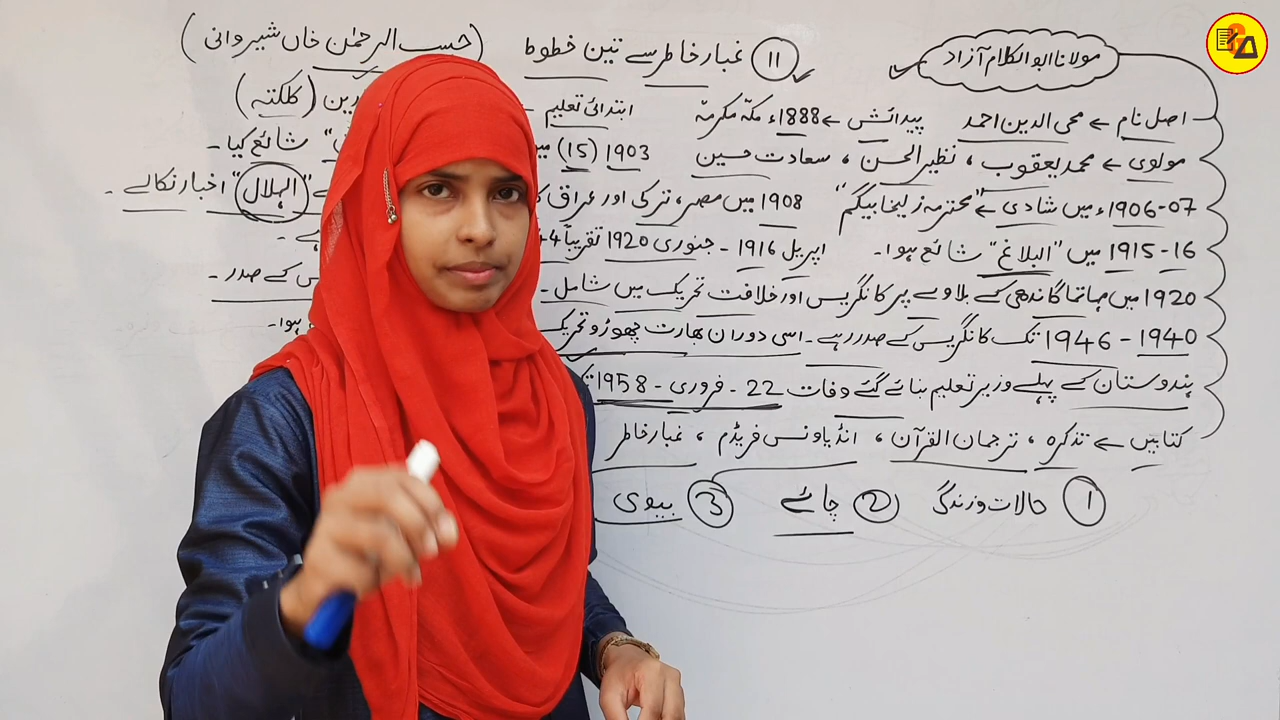 مولانا ابوالکلام آزاد
۱۱ غبار خاطر سے تین خطوط (حسب الرحمٰن خاں شیروانی)
اصل نام ← محی الدین احمد پیدائش ← 1888ء مکہ مکرمہ ابتدائی تعلیم (کلکتہ)
مولوی ← محمد یعقوب، نظیر الحسن، سعادت حسین 1903 (15) شائع کیا۔
1906-07ء میں شادی ← "محترمہ زلیخا بیگم" 1908 میں مصر، ترکی اور عراق "الہلال" اخبار نکالے۔
1915-16 میں "البلاغ" شائع ہوا۔ اپریل 1916 - جنوری 1920 تقریباً 4
1920 میں مہاتما گاندھی کے بلاوے پر کانگریس اور خلافت تحریک میں شامل۔ کے صدر۔
1940 - 1946 تک کانگریس کے صدر رہے۔ اسی دوران بھارت چھوڑو تحریک ہوا۔
ہندوستان کے پہلے وزیر تعلیم بنائے گئے وفات 22 - فروری - 1958
کتابیں ← تذکرہ، ترجمان القرآن، انڈیا ونس فریڈم، غبار خاطر
① حالات زندگی ② چائے ③ بیوی